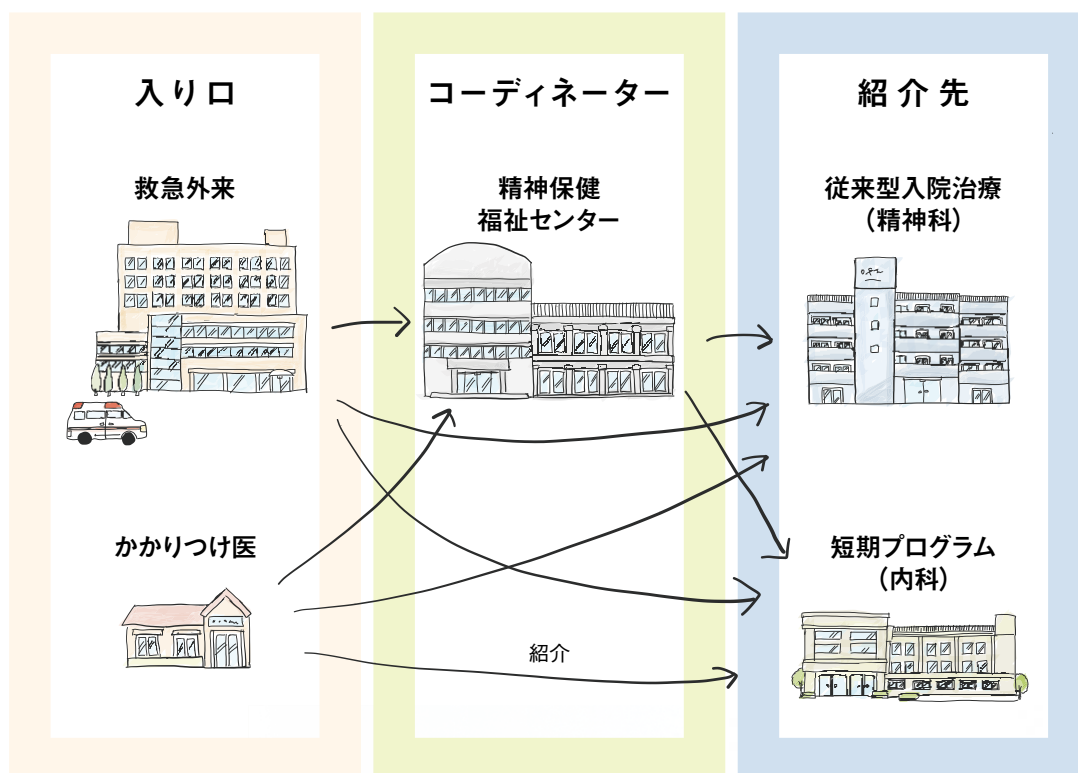 入り口
救急外来
かかりつけ医
コーディネーター
精神保健
福祉センター
紹介
紹介先
従来型入院治療
（精神科）
短期プログラム
（内科）